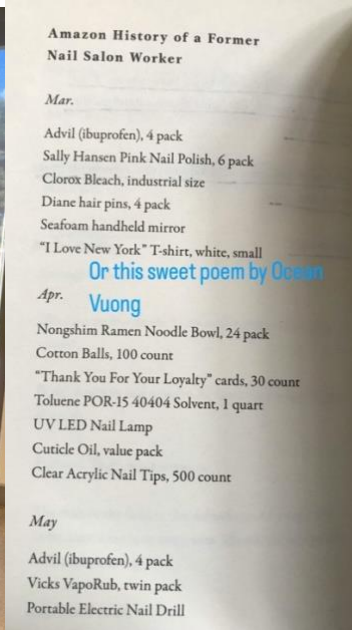 Amazon History of a Former
Nail Salon Worker
Mar.
Advil (ibuprofen), 4 pack
Sally Hansen Pink Nail Polish, 6 pack
Clorox Bleach, industrial size
Diane hair pins, 4 pack
Seafoam handheld mirror
"I Love New York" T-shirt, white, small
Or this sweet poem by Ocean
Vuong
Apr.
Nongshim Ramen Noodle Bowl, 24 pack
Cotton Balls, 100 count
"Thank You For Your Loyalty" cards, 30 count
Toluene POR-15 40404 Solvent, 1 quart
UV LED Nail Lamp
Cuticle Oil, value pack
Clear Acrylic Nail Tips, 500 count
May
Advil (ibuprofen), 4 pack
Vicks VapoRub, twin pack
Portable Electric Nail Drill